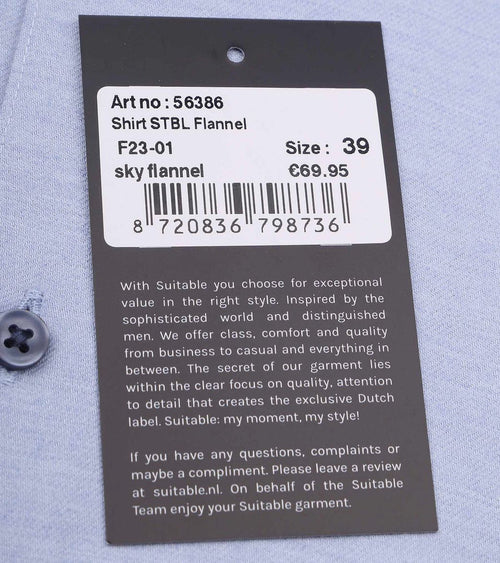 Art no : 56386
Shirt STBL Flannel
F23-01 Size : 39
sky flannel €69.95
8 720836 798736
With Suitable you choose for exceptional
value in the right style. Inspired by the
sophisticated world and distinguished
men. We offer class, comfort and quality
from business to casual and everything in
between. The secret of our garment lies
within the clear focus on quality, attention
to detail that creates the exclusive Dutch
label. Suitable: my moment, my style!
If you have any questions, complaints or
maybe a compliment. Please leave a review
at suitable.nl. On behalf of the Suitable
Team enjoy your Suitable garment.